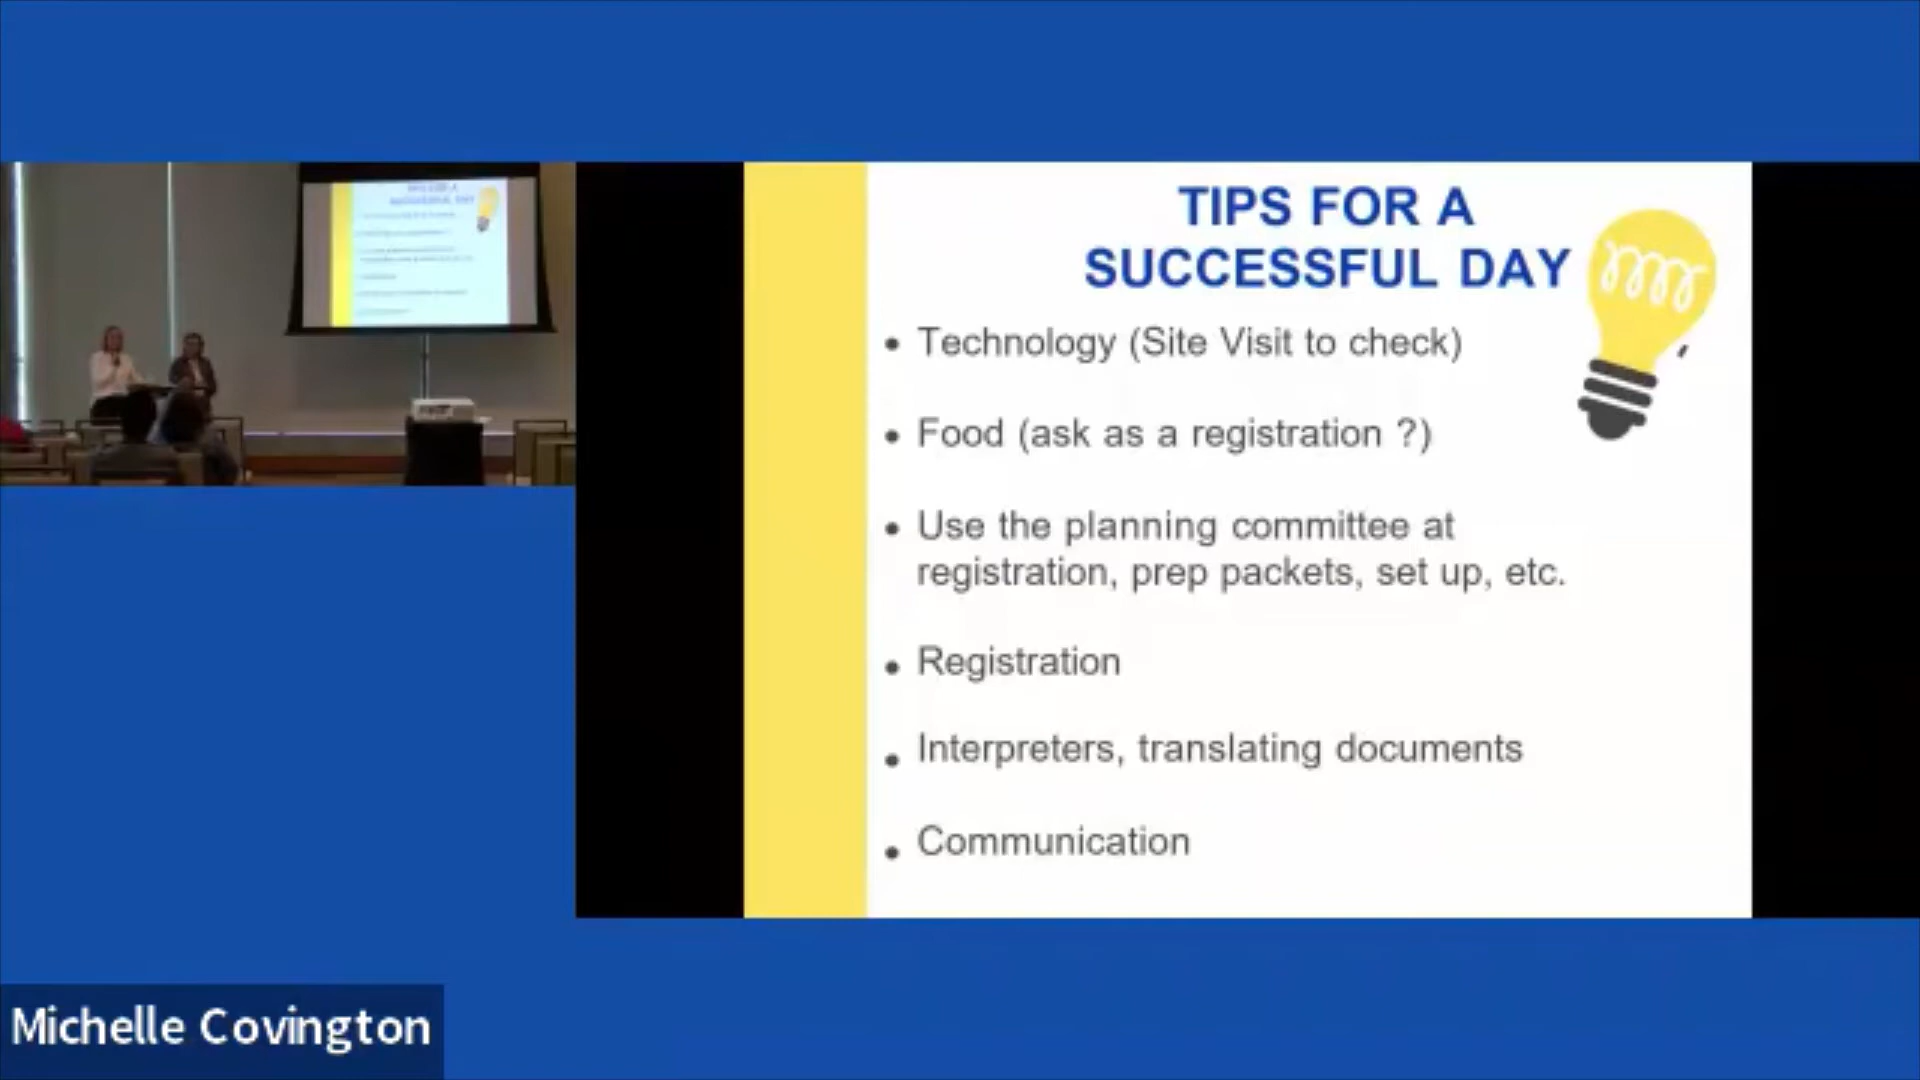 TIPS FOR A
SUCCESSFUL DAY
• Technology (Site Visit to check)
• Food (ask as a registration ?)
• Use the planning committee at
registration, prep packets, set up, etc.
• Registration
• Interpreters, translating documents
• Communication
Michelle Covington